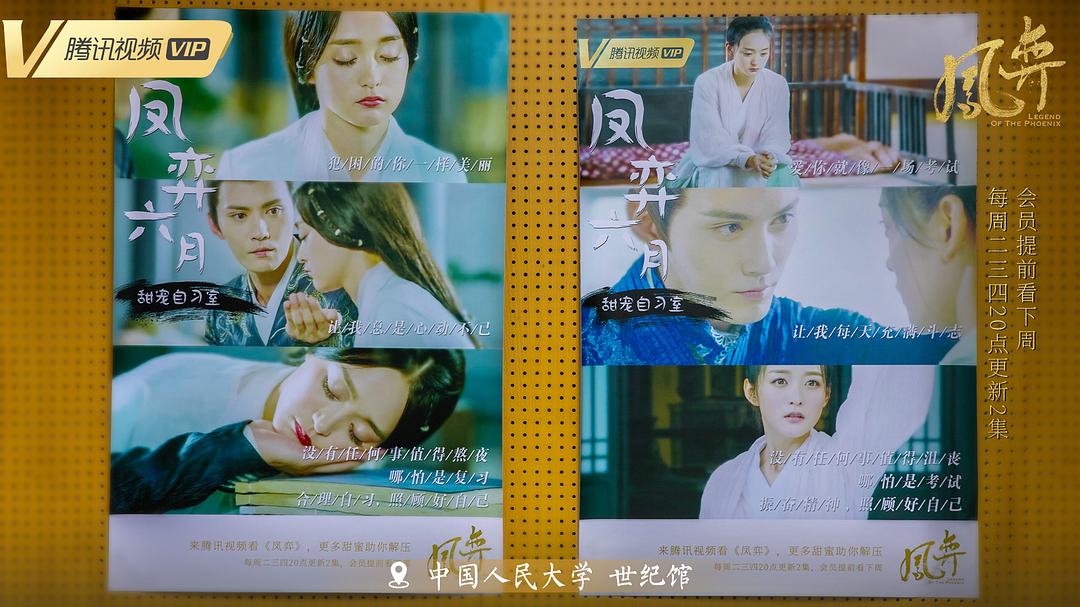 腾讯视频 VIP
凤弈
六月
甜宠自习室
犯/困/的/你/一/样/美/丽
让/我/总/是/心/动/不/已
没/有/任/何/事/值/得/熬/夜
哪/怕/是/复/习
合/理/自/习，照/顾/好/自/己
来腾讯视频看《凤弈》，更多甜蜜助你解压
每周二三四20点更新2集，会员提前看下周
凤弈
腾讯视频 VIP
凤弈
六月
甜宠自习室
爱/你/就/像/一/场/考/试
让/我/每/天/充/满/斗/志
没/有/任/何/事/值/得/沮/丧
哪/怕/是/考/试
振/奋/精/神，照/顾/好/自/己
来腾讯视频看《凤弈》，更多甜蜜助你解压
每周二三四20点更新2集，会员提前看下周
凤弈
LEGEND
OF THE PHOENIX
凤弈
LEGEND
OF THE PHOENIX
会员提前看下周
每周二三四20点更新2集
中国人民大学 世纪馆